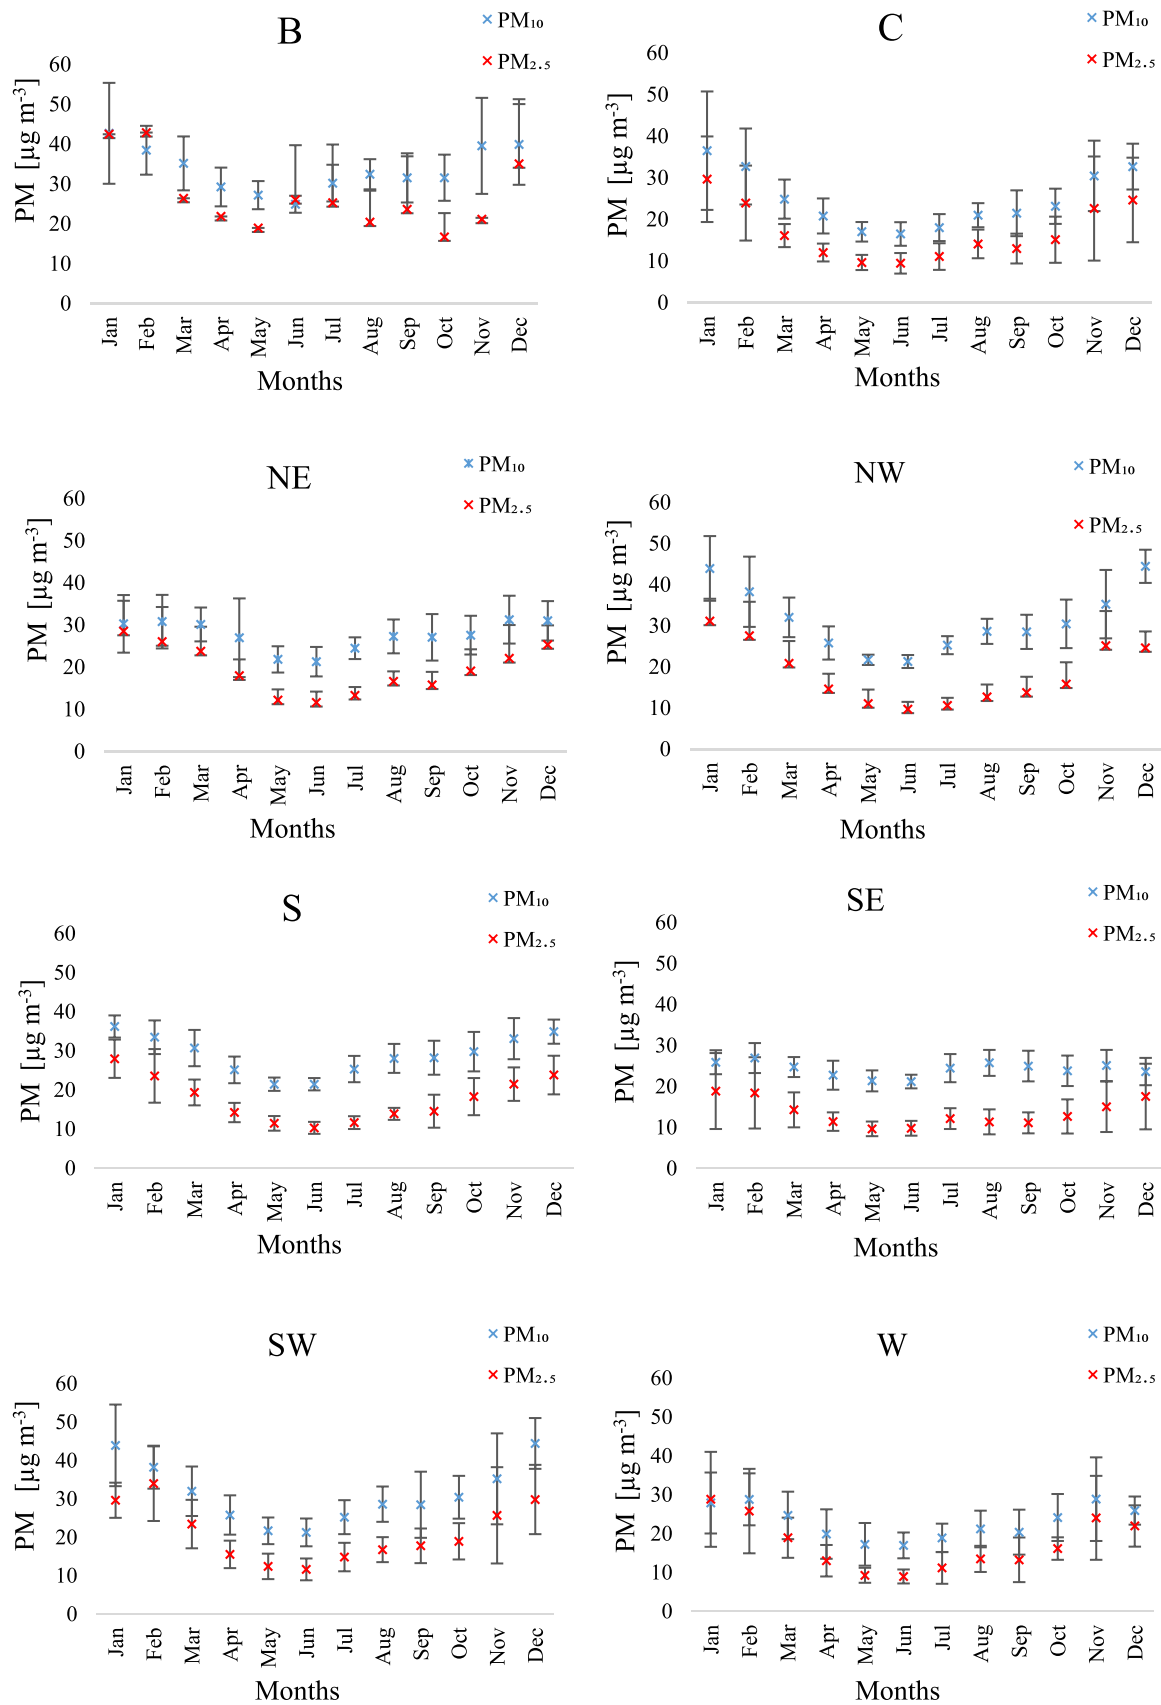 B
PM₁₀
PM₂.₅
PM [µg m⁻³]
60
50
40
30
20
10
0
Jan Feb Mar Apr May Jun Jul Aug Sep Oct Nov Dec
Months
C
PM₁₀
PM₂.₅
PM [µg m⁻³]
60
50
40
30
20
10
0
Jan Feb Mar Apr May Jun Jul Aug Sep Oct Nov Dec
Months
NE
PM₁₀
PM₂.₅
PM [µg m⁻³]
60
50
40
30
20
10
0
Jan Feb Mar Apr May Jun Jul Aug Sep Oct Nov Dec
Months
NW
PM₁₀
PM₂.₅
PM [µg m⁻³]
60
50
40
30
20
10
0
Jan Feb Mar Apr May Jun Jul Aug Sep Oct Nov Dec
Months
S
PM₁₀
PM₂.₅
PM [µg m⁻³]
60
50
40
30
20
10
0
Jan Feb Mar Apr May Jun Jul Aug Sep Oct Nov Dec
Months
SE
PM₁₀
PM₂.₅
PM [µg m⁻³]
60
50
40
30
20
10
0
Jan Feb Mar Apr May Jun Jul Aug Sep Oct Nov Dec
Months
SW
PM₁₀
PM₂.₅
PM [µg m⁻³]
60
50
40
30
20
10
0
Jan Feb Mar Apr May Jun Jul Aug Sep Oct Nov Dec
Months
W
PM₁₀
PM₂.₅
PM [µg m⁻³]
60
50
40
30
20
10
0
Jan Feb Mar Apr May Jun Jul Aug Sep Oct Nov Dec
Months